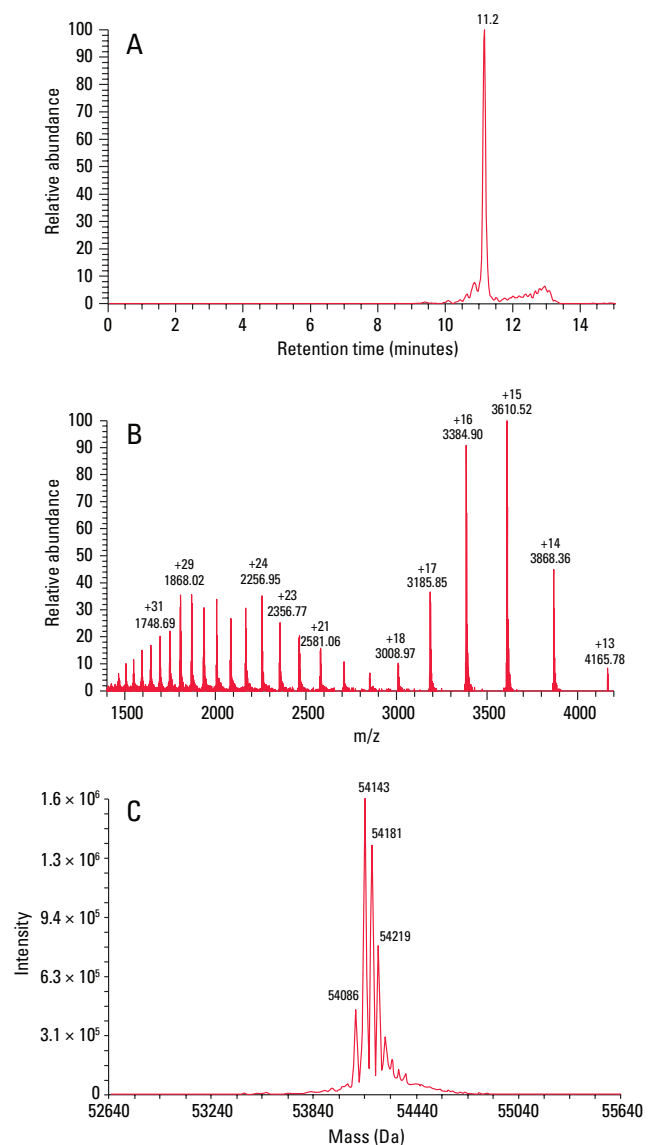 A
11.2
100
90
80
70
60
50
40
30
20
10
0
Relative abundance
0 2 4 6 8 10 12 14
Retention time (minutes)
B
+15
3610.52
+16
3384.90
+14
3868.36
+17
3185.85
+29
1868.02
+24
2256.95
+23
2356.77
+31
1748.69
+21
2581.06
+18
3008.97
+13
4165.78
100
90
80
70
60
50
40
30
20
10
0
Relative abundance
1500 2000 2500 3000 3500 4000
m/z
C
54143
54181
54219
54086
1.6 × 10⁶
1.3 × 10⁶
9.4 × 10⁵
6.3 × 10⁵
3.1 × 10⁵
0
Intensity
52640 53240 53840 54440 55040 55640
Mass (Da)